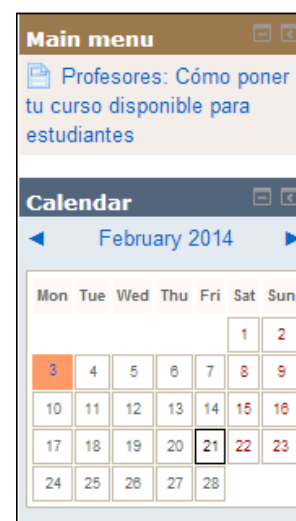 Main menu
Profesores: Cómo poner
tu curso disponible para
estudiantes
Calendar
February 2014
Mon Tue Wed Thu Fri Sat Sun
1 2
3 4 5 6 7 8 9
10 11 12 13 14 15 16
17 18 19 20 21 22 23
24 25 26 27 28